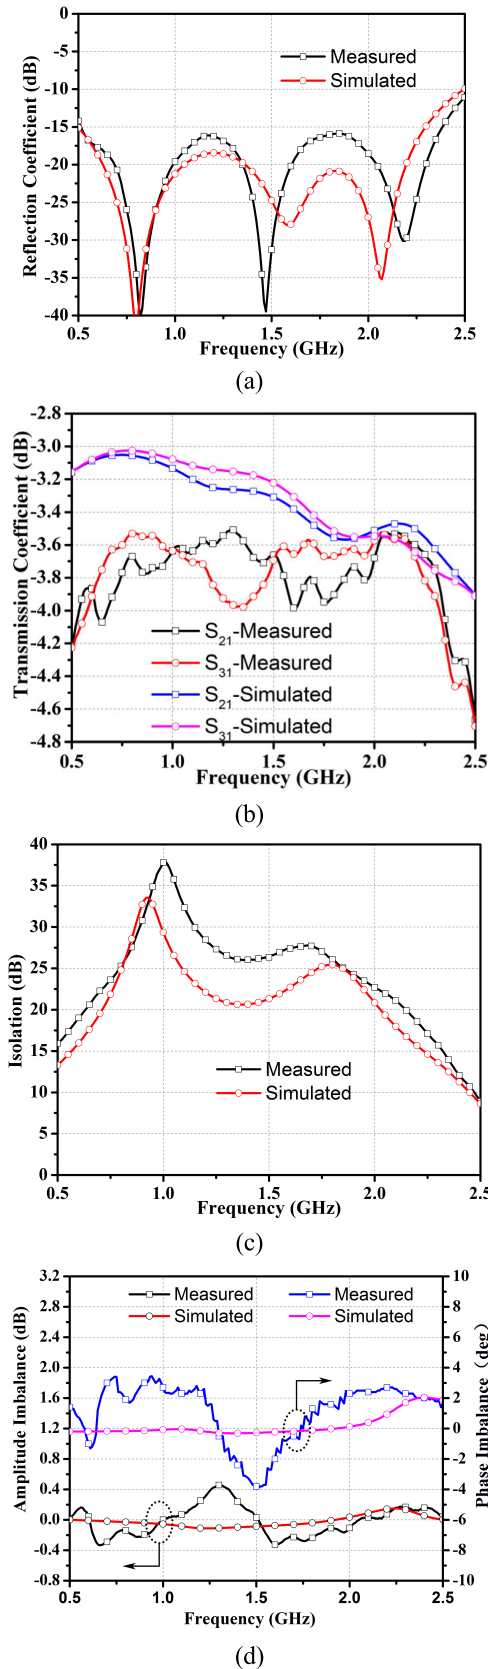 0
-5
-10
-15
-20
-25
-30
-35
-40
Reflection Coefficient (dB)
Measured
Simulated
0.5 1.0 1.5 2.0 2.5
Frequency (GHz)
(a)
-2.8
-3.0
-3.2
-3.4
-3.6
-3.8
-4.0
-4.2
-4.4
-4.6
-4.8
Transmission Coefficient (dB)
S21-Measured
S31-Measured
S21-Simulated
S31-Simulated
0.5 1.0 1.5 2.0 2.5
Frequency (GHz)
(b)
40
35
30
25
20
15
10
5
0
Isolation (dB)
Measured
Simulated
0.5 1.0 1.5 2.0 2.5
Frequency (GHz)
(c)
3.2
2.8
2.4
2.0
1.6
1.2
0.8
0.4
0.0
-0.4
-0.8
Amplitude Imbalance (dB)
Measured Measured
Simulated Simulated
10
8
6
4
2
0
-2
-4
-6
-8
-10
Phase Imbalance（deg）
0.5 1.0 1.5 2.0 2.5
Frequency (GHz)
(d)